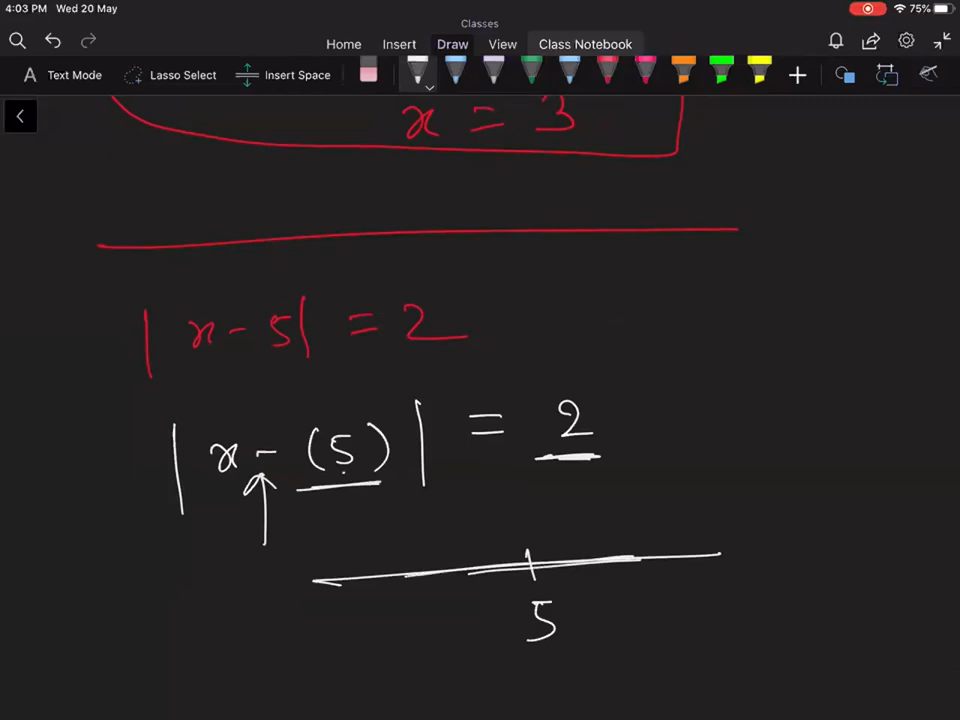 4:03 PM Wed 20 May
75%
Classes
Home Insert Draw View Class Notebook
A Text Mode Lasso Select Insert Space
x = 3
|x - 5| = 2
|x - (5)| = 2
5